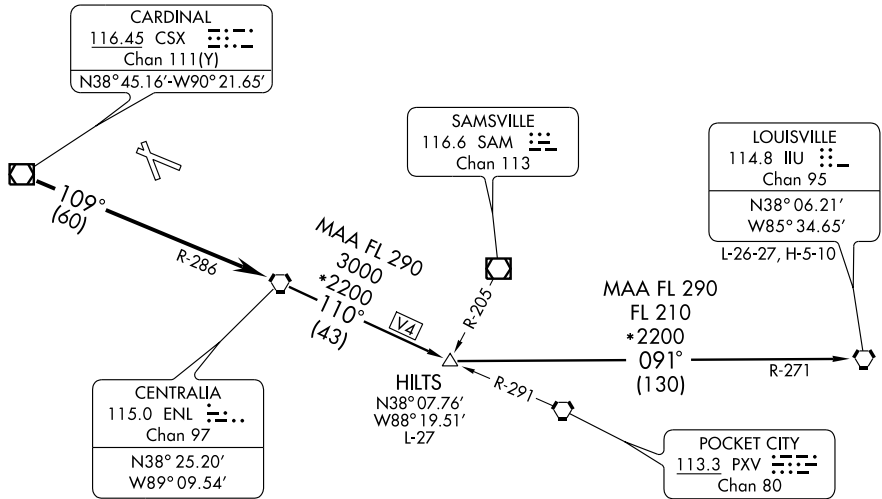 CARDINAL
116.45 CSX
Chan 111(Y)
N38° 45.16’-W90° 21.65’
SAMSVILLE
116.6 SAM
Chan 113
LOUISVILLE
114.8 IIU
Chan 95
N38° 06.21’
W85° 34.65’
L-26-27, H-5-10
109°
(60)
R-286
MAA FL 290
3000
*2200
110°
(43)
V4
R-205
MAA FL 290
FL 210
*2200
091°
(130)
R-271
HILTS
N38° 07.76’
W88° 19.51’
L-27
R-291
CENTRALIA
115.0 ENL
Chan 97
N38° 25.20’
W89° 09.54’
POCKET CITY
113.3 PXV
Chan 80